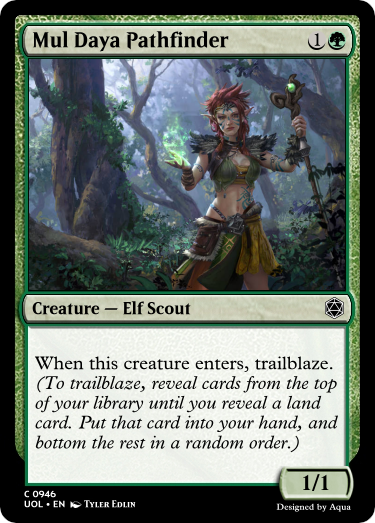 Mul Daya Pathfinder 1
Creature — Elf Scout
When this creature enters, trailblaze.
(To trailblaze, reveal cards from the top
of your library until you reveal a land
card. Put that card into your hand, and
bottom the rest in a random order.)
1/1
C 0946
UOL • EN Tyler Edlin
Designed by Aqua